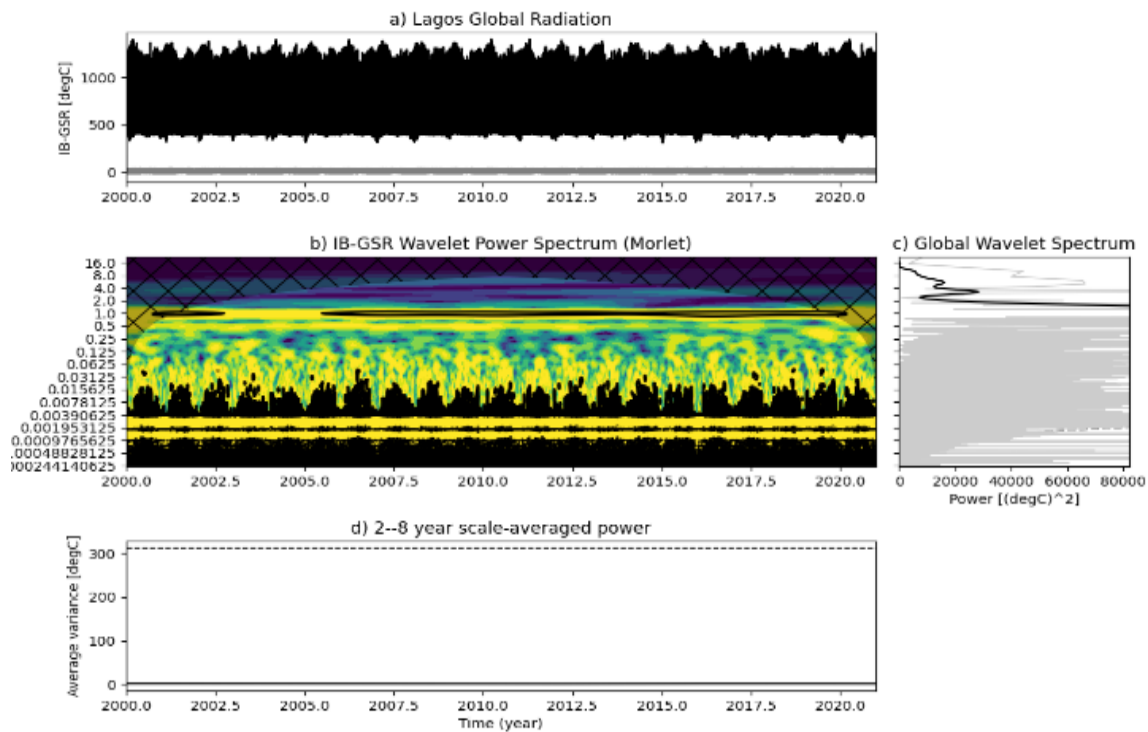 a) Lagos Global Radiation
IB-GSR [degC]
1000
500
0
2000.0 2002.5 2005.0 2007.5 2010.0 2012.5 2015.0 2017.5 2020.0
b) IB-GSR Wavelet Power Spectrum (Morlet)
16.0
8.0
4.0
2.0
1.0
0.5
0.25
0.125
0.0625
0.03125
0.015625
0.0078125
0.00390625
0.001953125
0.0009765625
.00048828125
000244140625
2000.0 2002.5 2005.0 2007.5 2010.0 2012.5 2015.0 2017.5 2020.0
c) Global Wavelet Spectrum
0 20000 40000 60000 80000
Power [(degC)^2]
d) 2--8 year scale-averaged power
Average variance [degC]
300
200
100
0
2000.0 2002.5 2005.0 2007.5 2010.0 2012.5 2015.0 2017.5 2020.0
Time (year)